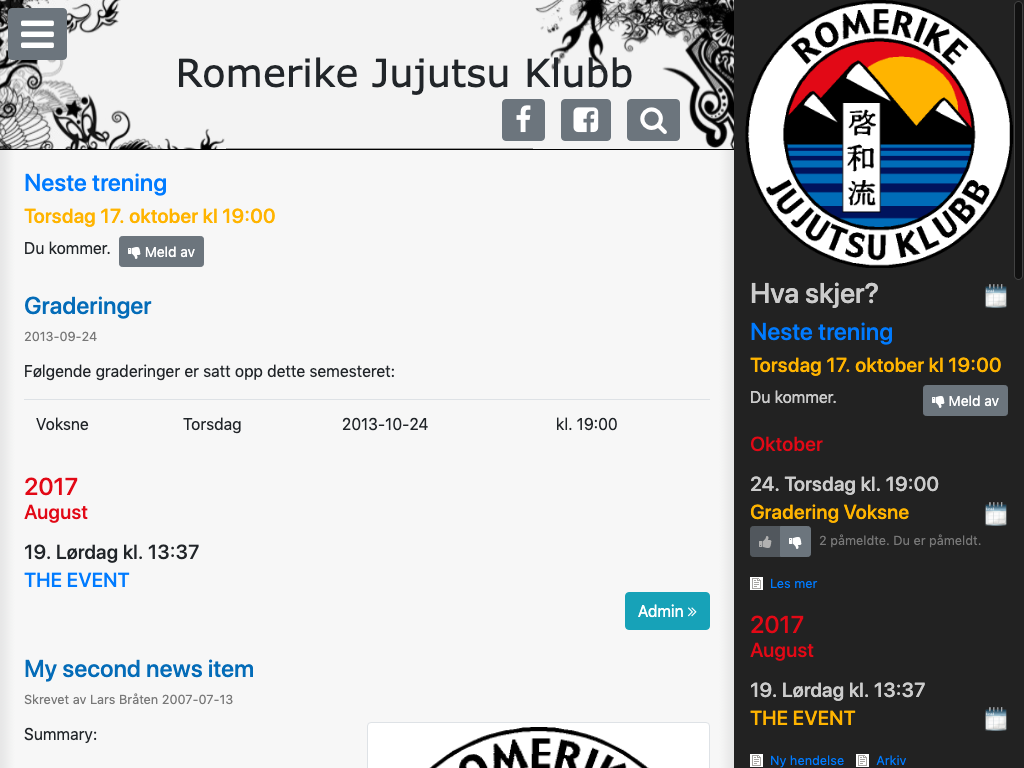 Romerike Jujutsu Klubb
Neste trening
Torsdag 17. oktober kl 19:00
Du kommer. Meld av
Graderinger
2013-09-24
Følgende graderinger er satt opp dette semesteret:
Voksne Torsdag 2013-10-24 kl. 19:00
2017
August
19. Lørdag kl. 13:37
THE EVENT
Admin »
My second news item
Skrevet av Lars Bråten 2007-07-13
Summary:
ROMERIKE
ROMERIKE
啓和流
JUJUTSU KLUBB
Hva skjer?
Neste trening
Torsdag 17. oktober kl 19:00
Du kommer. Meld av
Oktober
24. Torsdag kl. 19:00
Gradering Voksne
2 påmeldte. Du er påmeldt.
Les mer
2017
August
19. Lørdag kl. 13:37
THE EVENT
Ny hendelse Arkiv